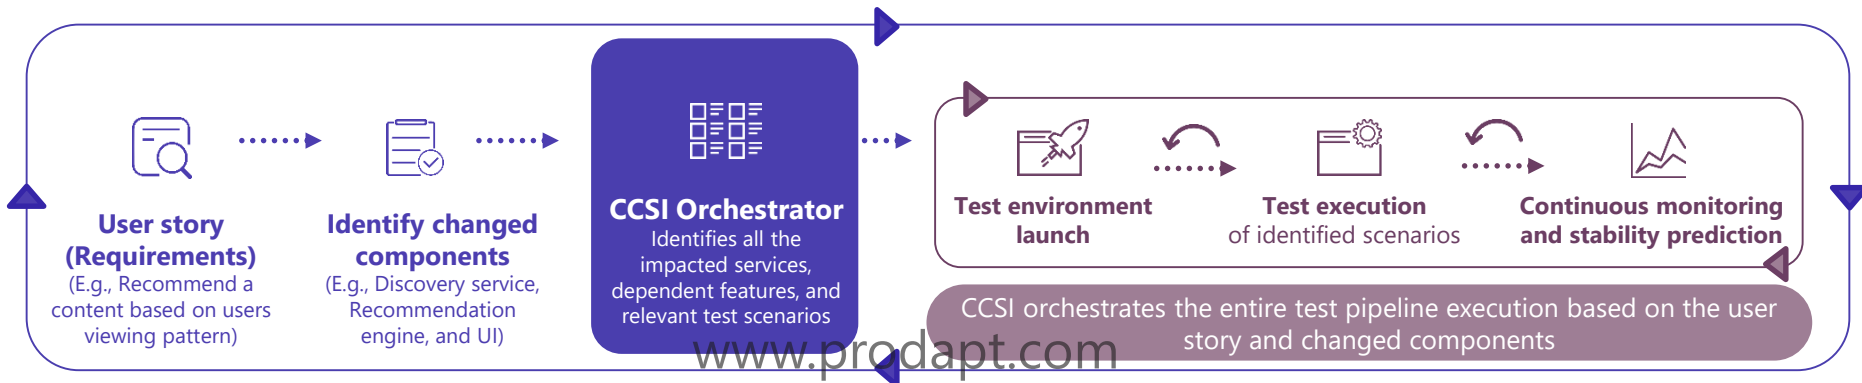 User story
(Requirements)
(E.g., Recommend a
content based on users
viewing pattern)
Identify changed
components
(E.g., Discovery service,
Recommendation
engine, and UI)
CCSI Orchestrator
Identifies all the
impacted services,
dependent features, and
relevant test scenarios
Test environment
launch
Test execution
of identified scenarios
Continuous monitoring
and stability prediction
CCSI orchestrates the entire test pipeline execution based on the user
story and changed components
www.prodapt.com